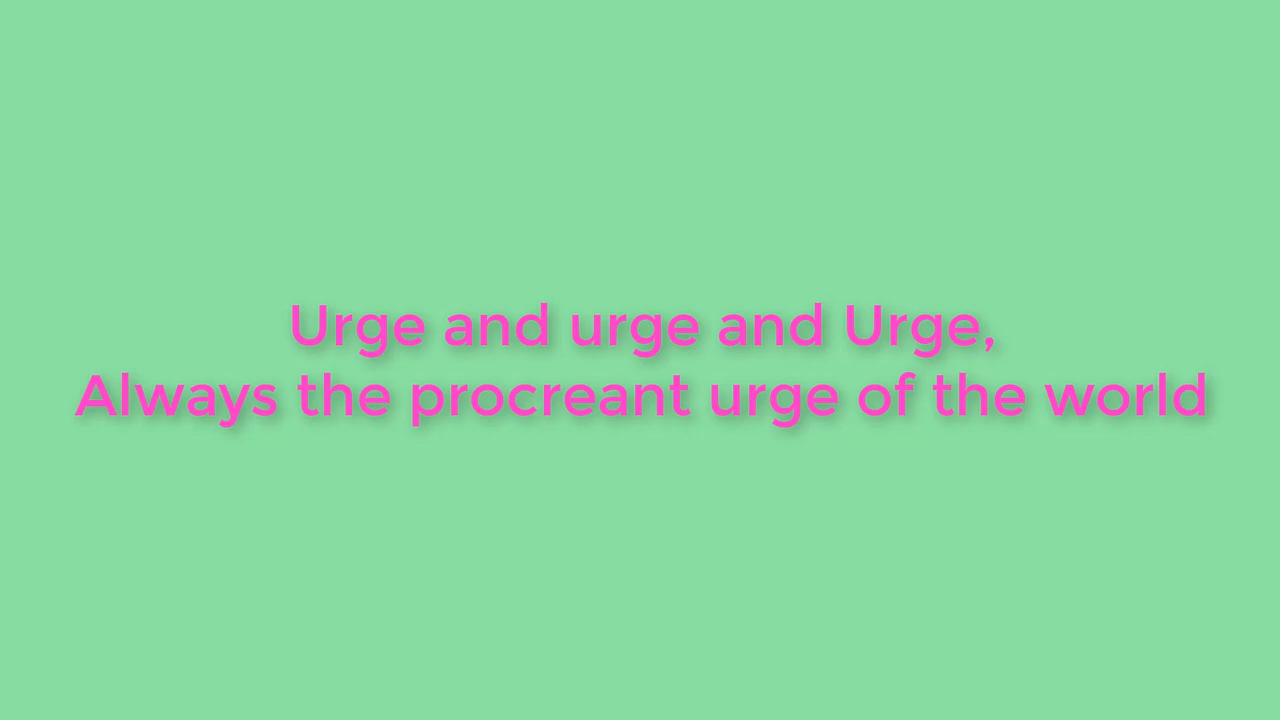 Urge and urge and Urge,
Always the procreant urge of the world